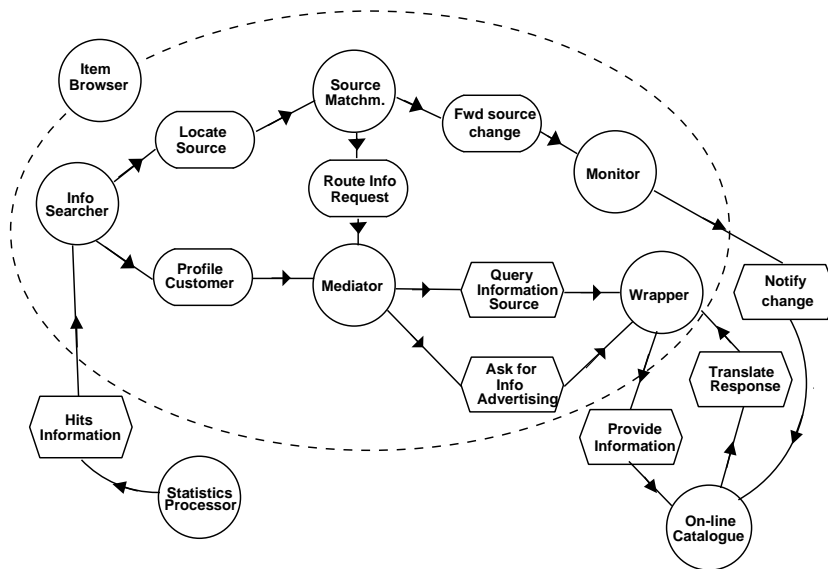 Item
Browser
Source
Matchm.
Locate
Source
Fwd source
change
Route Info
Request
Monitor
Info
Searcher
Profile
Customer
Mediator
Query
Information
Source
Wrapper
Notify
change
Ask for
Info
Advertising
Translate
Response
Hits
Information
Provide
Information
Statistics
Processor
On-line
Catalogue